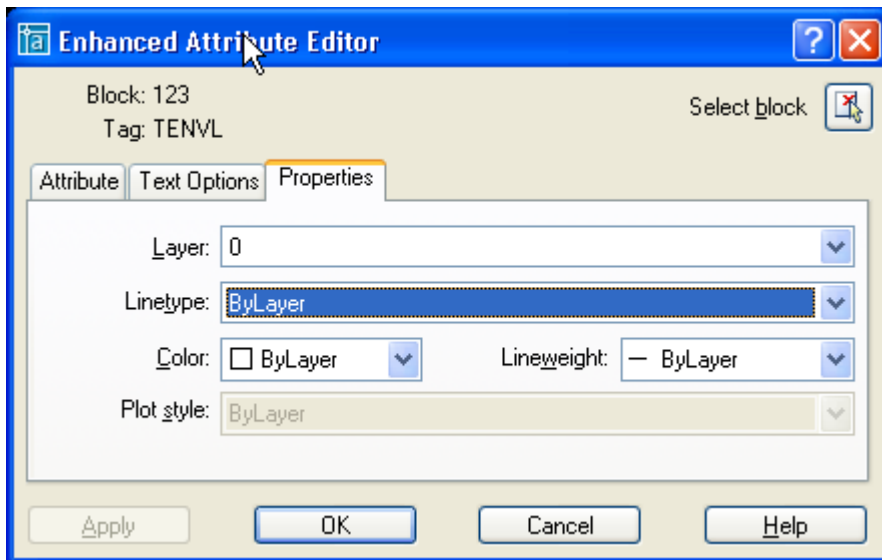 Enhanced Attribute Editor
Block: 123
Select block
Tag: TENVL
Attribute Text Options Properties
Layer: 0
Linetype: ByLayer
Color: ByLayer Lineweight: ByLayer
Plot style: ByLayer
Apply OK Cancel Help